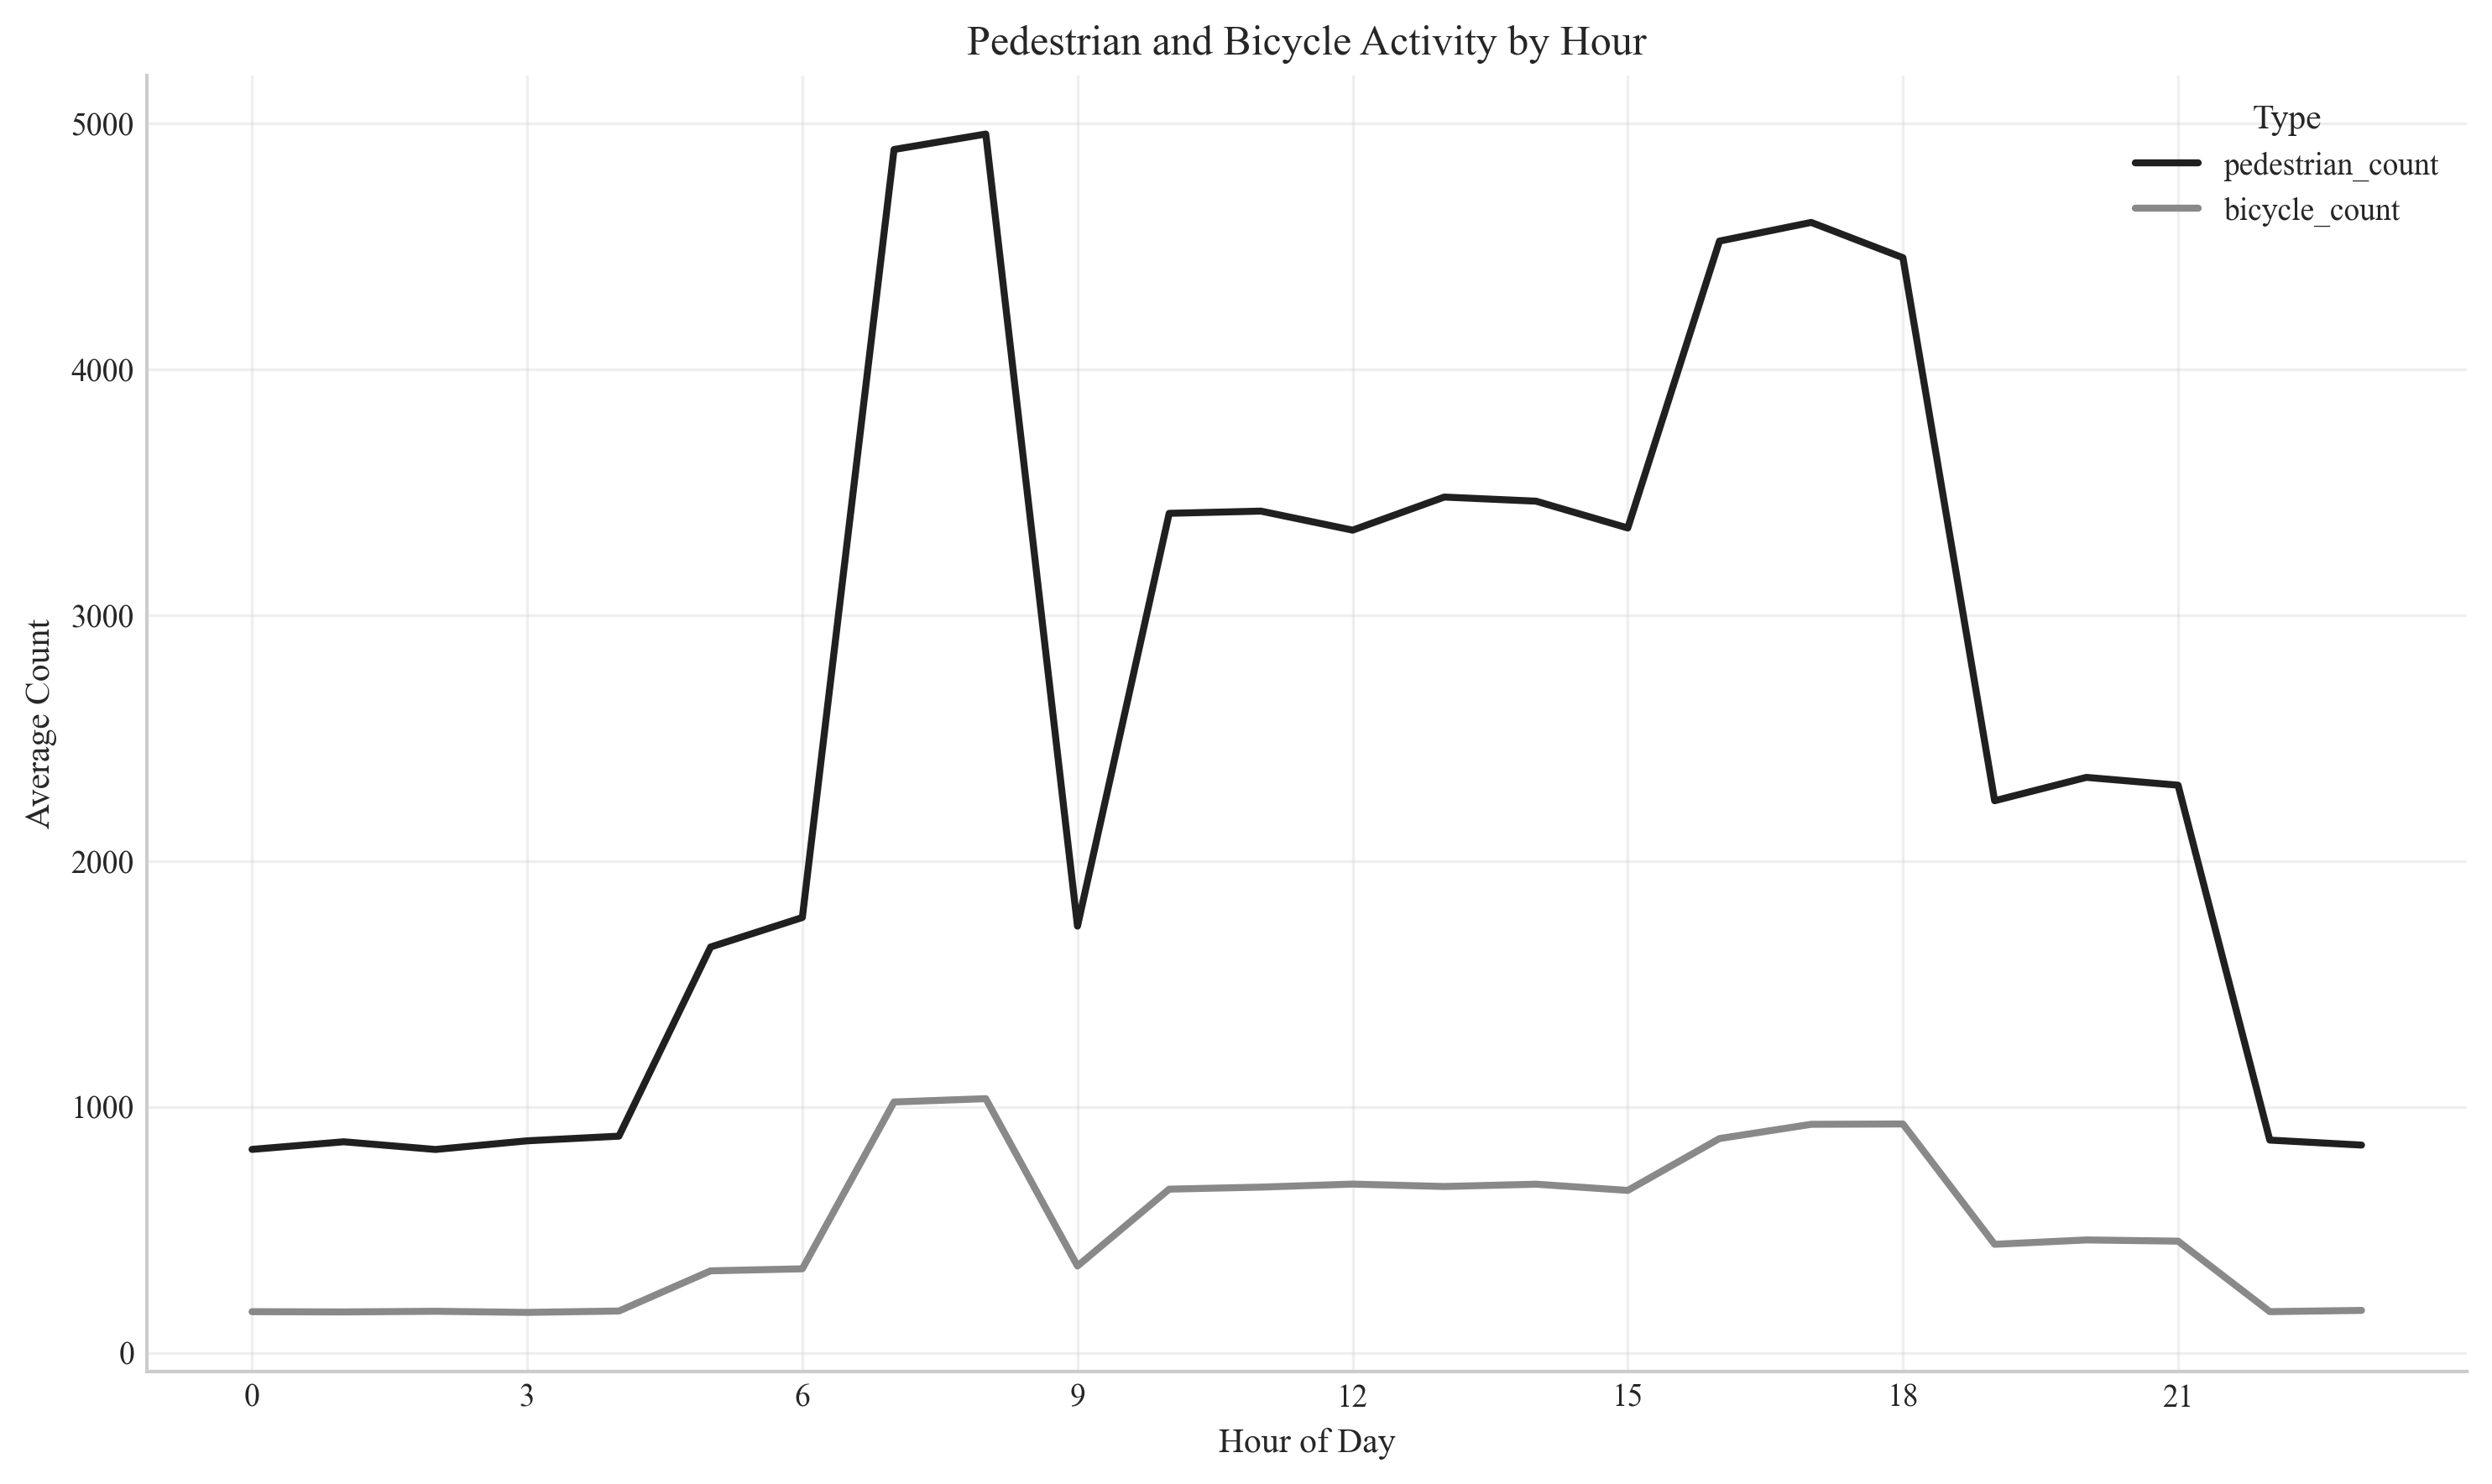 Pedestrian and Bicycle Activity by Hour
Type
pedestrian_count
bicycle_count
5000
4000
3000
2000
1000
0
Average Count
0 3 6 9 12 15 18 21
Hour of Day